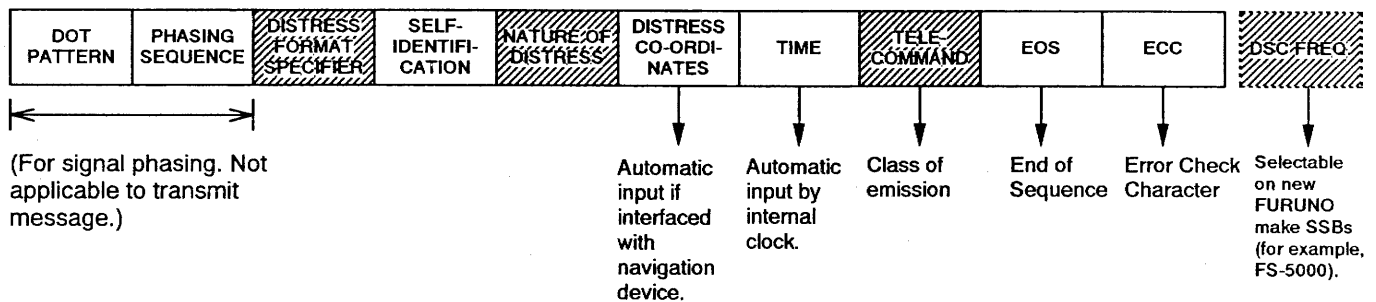 DOT
PATTERN
PHASING
SEQUENCE
DISTRESS
FORMAT
SPECIFIER
SELF-
IDENTIFI-
CATION
NATURE OF
DISTRESS
DISTRESS
CO-ORDI-
NATES
TIME
TELE-
COMMAND
EOS
ECC
DSC FREQ.
(For signal phasing. Not
applicable to transmit
message.)
Automatic
input if
interfaced
with
navigation
device.
Automatic
input by
internal
clock.
Class of
emission
End of
Sequence
Error Check
Character
Selectable
on new
FURUNO
make SSBs
(for example,
FS-5000).